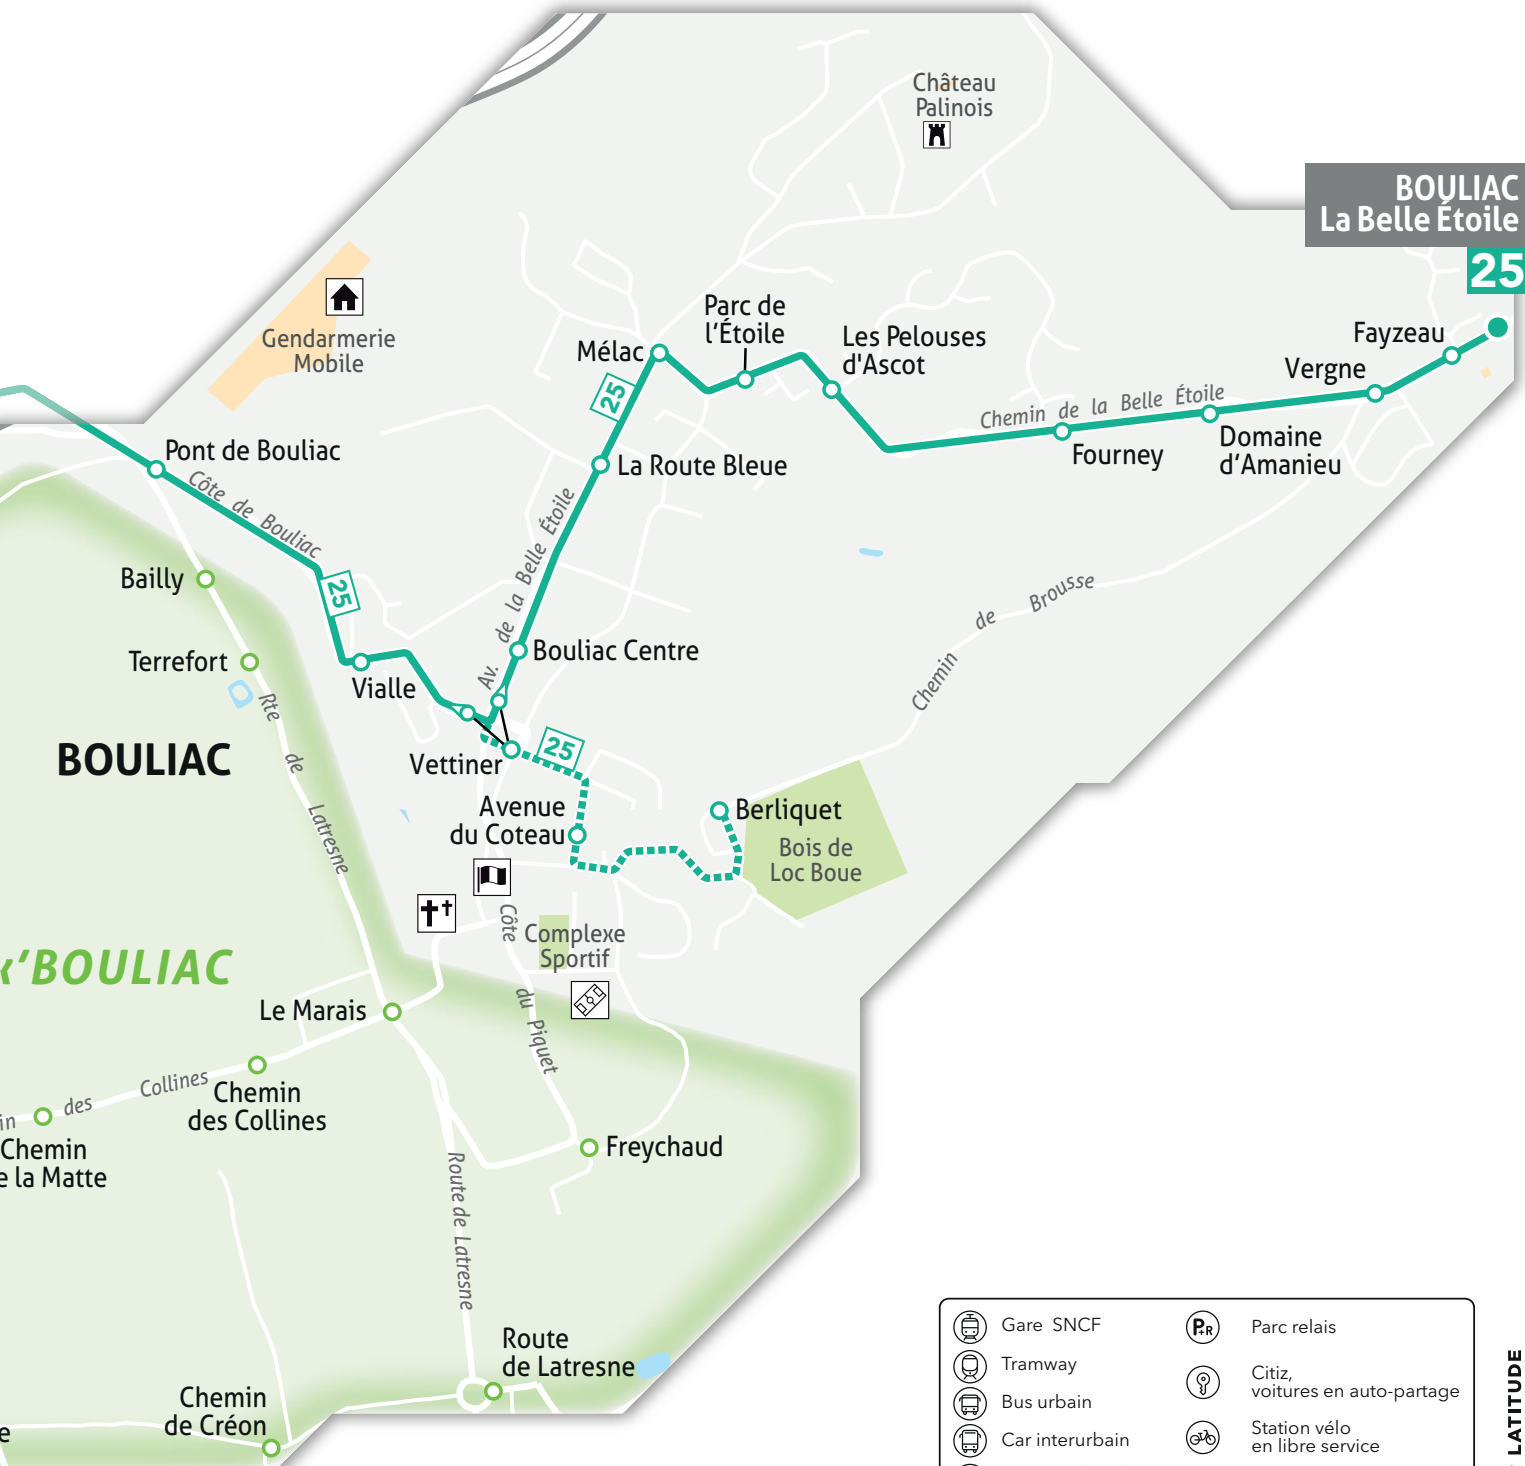 Château
Palinois
BOULIAC
La Belle Étoile
25
Gendarmerie
Mobile
Parc de
l'Étoile
Mélac
Les Pelouses
d'Ascot
Fayzeau
Vergne
25
Chemin de la Belle Étoile
Fourney
Domaine
d'Amanieu
Pont de Bouliac
La Route Bleue
Côte de Bouliac
Av. de la Belle Étoile
Bailly
25
Chemin de Brousse
Terrefort
Bouliac Centre
Vialle
Rte de Latresne
BOULIAC
Vettiner
25
Avenue
du Coteau
Berliquet
Bois de
Loc Boue
Côte du Piquet
Complexe
Sportif
‹'BOULIAC
Le Marais
des Collines
Chemin
des Collines
in
Chemin
e la Matte
Freychaud
Route de Latresne
Route
de Latresne
Chemin
de Créon
e
Gare SNCF
Tramway
Bus urbain
Car interurbain
Parc relais
P+R
Citiz,
voitures en auto-partage
Station vélo
en libre service
LATITUDE